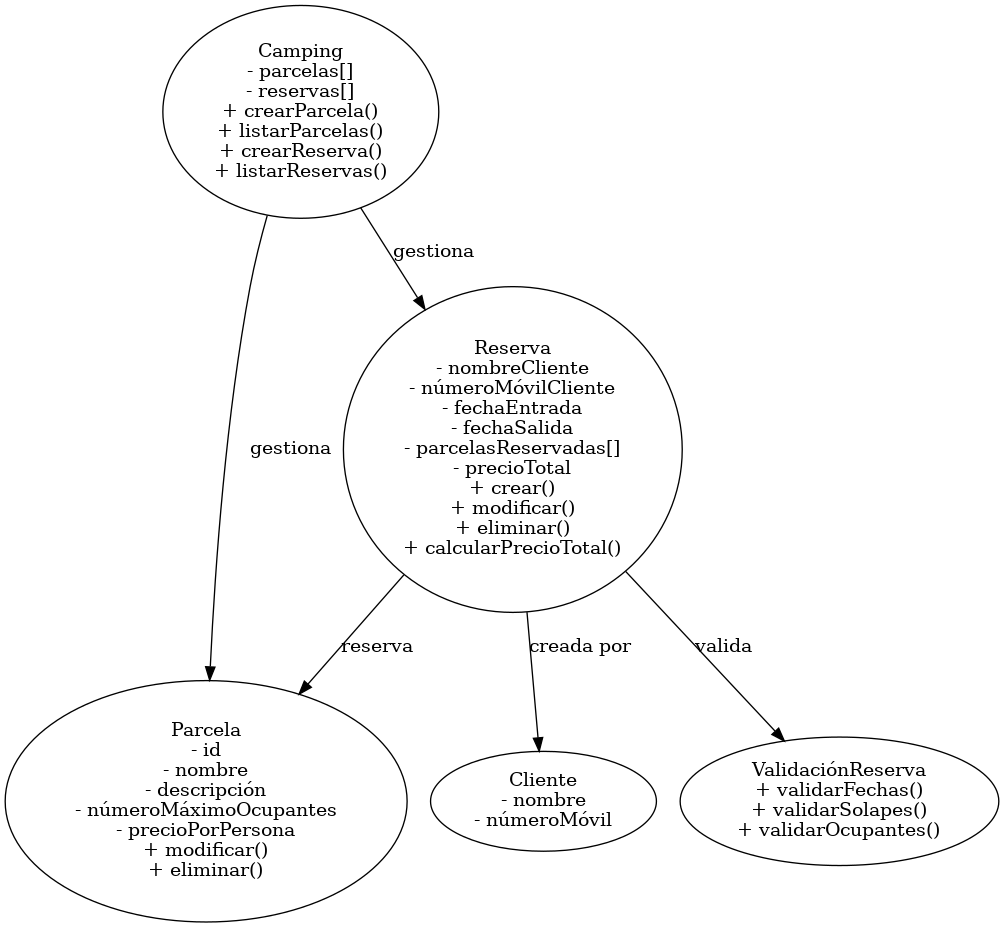 Camping
- parcelas[]
- reservas[]
+ crearParcela()
+ listarParcelas()
+ crearReserva()
+ listarReservas()
gestiona
Reserva
- nombreCliente
- númeroMóvilCliente
- fechaEntrada
- fechaSalida
- parcelasReservadas[]
- precioTotal
+ crear()
+ modificar()
+ eliminar()
+ calcularPrecioTotal()
gestiona
reserva
creada por
valida
Parcela
- id
- nombre
- descripción
- númeroMáximoOcupantes
- precioPorPersona
+ modificar()
+ eliminar()
Cliente
- nombre
- númeroMóvil
ValidaciónReserva
+ validarFechas()
+ validarSolapes()
+ validarOcupantes()